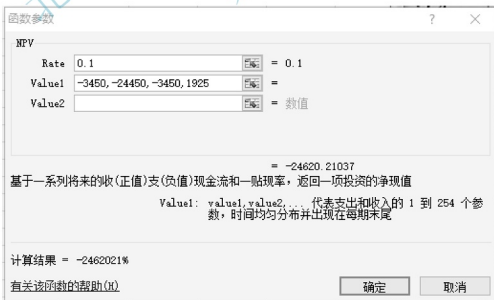 函数参数 ? ×
NPV
Rate 0.1 = 0.1
Value1 -3450,-24450,-3450,1925 =
Value2 = 数值
= -24620.21037
基于一系列将来的收(正值)支(负值)现金流和一贴现率，返回一项投资的净现值
Value1: value1,value2,... 代表支出和收入的 1 到 254 个参
数，时间均匀分布并出现在每期末尾
计算结果 = -2462021%
有关该函数的帮助(H) 确定 取消